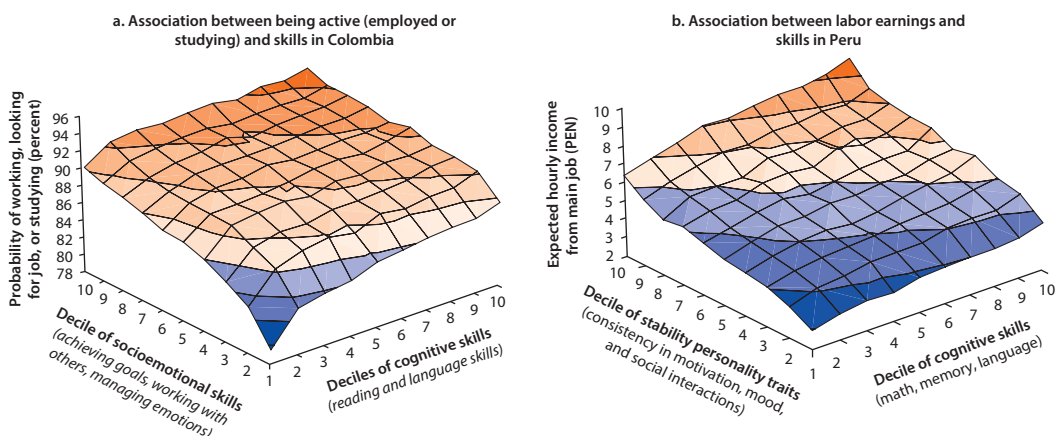 a. Association between being active (employed or
studying) and skills in Colombia
Probability of working, looking
for job, or studying (percent)
96
94
92
90
88
86
84
82
80
78
10 9 8 7 6 5 4 3 2 1
Decile of socioemotional skills
(achieving goals, working with
others, managing emotions)
2 3 4 5 6 7 8 9 10
Deciles of cognitive skills
(reading and language skills)
b. Association between labor earnings and
skills in Peru
Expected hourly income
from main job (PEN)
10
9
8
7
6
5
4
3
2
10 9 8 7 6 5 4 3 2 1
Decile of stability personality traits
(consistency in motivation, mood,
and social interactions)
2 3 4 5 6 7 8 9 10
Decile of cognitive skills
(math, memory, language)